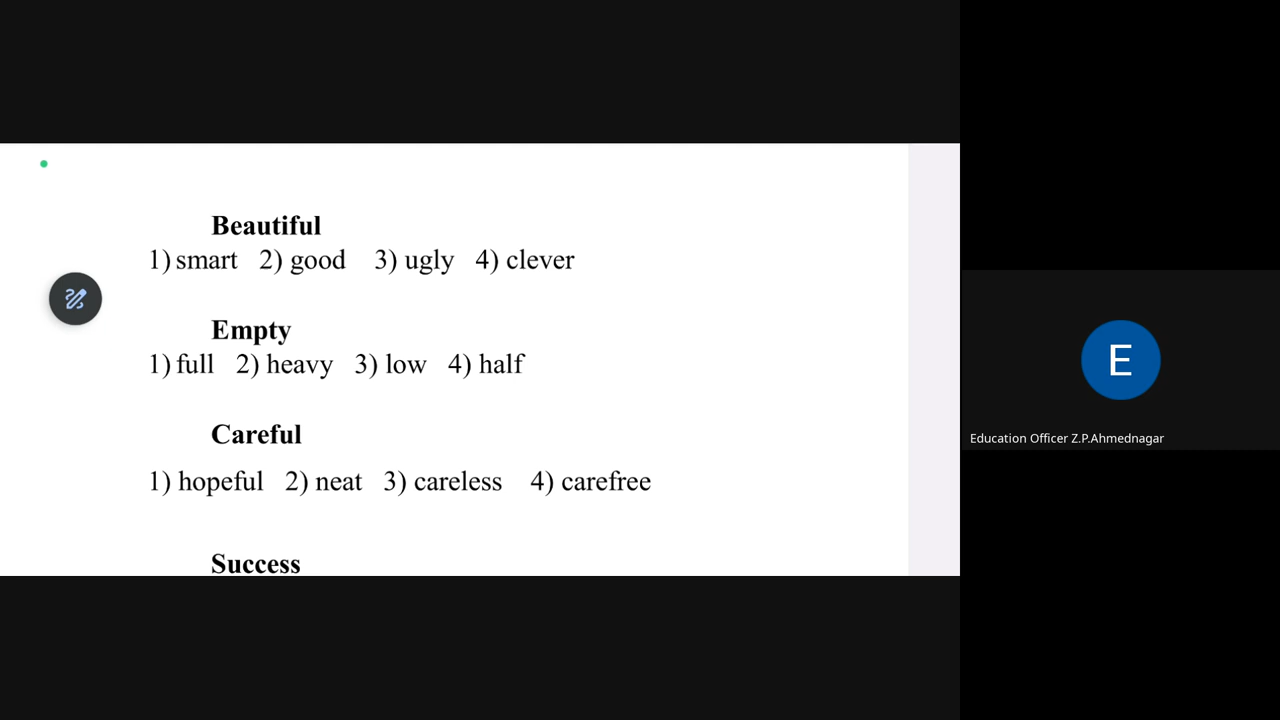 Beautiful
1) smart 2) good 3) ugly 4) clever
Empty
1) full 2) heavy 3) low 4) half
Careful
1) hopeful 2) neat 3) careless 4) carefree
Success
E
Education Officer Z.P.Ahmednagar